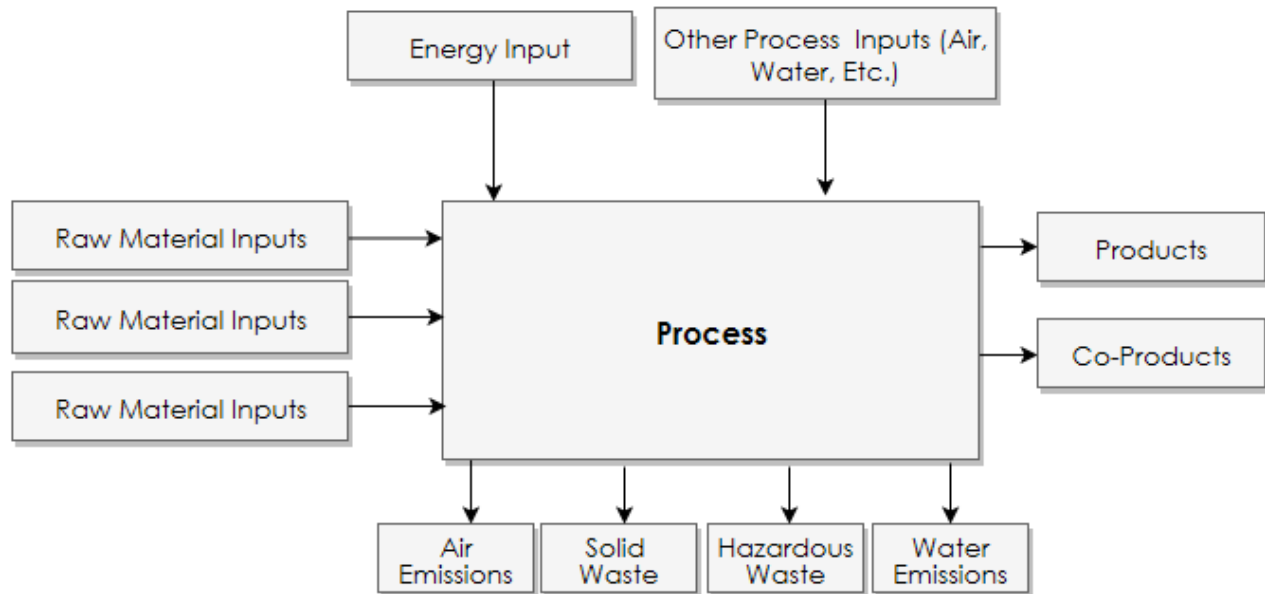 Energy Input
Other Process Inputs (Air,
Water, Etc.)
Raw Material Inputs
Raw Material Inputs
Raw Material Inputs
Process
Products
Co-Products
Air
Emissions
Solid
Waste
Hazardous
Waste
Water
Emissions